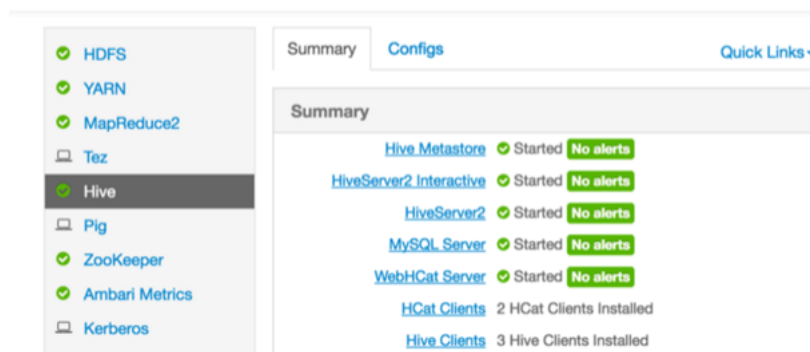 HDFS
YARN
MapReduce2
Tez
Hive
Pig
ZooKeeper
Ambari Metrics
Kerberos
Summary Configs Quick Links
Summary
Hive Metastore Started No alerts
HiveServer2 Interactive Started No alerts
HiveServer2 Started No alerts
MySQL Server Started No alerts
WebHCat Server Started No alerts
HCat Clients 2 HCat Clients Installed
Hive Clients 3 Hive Clients Installed